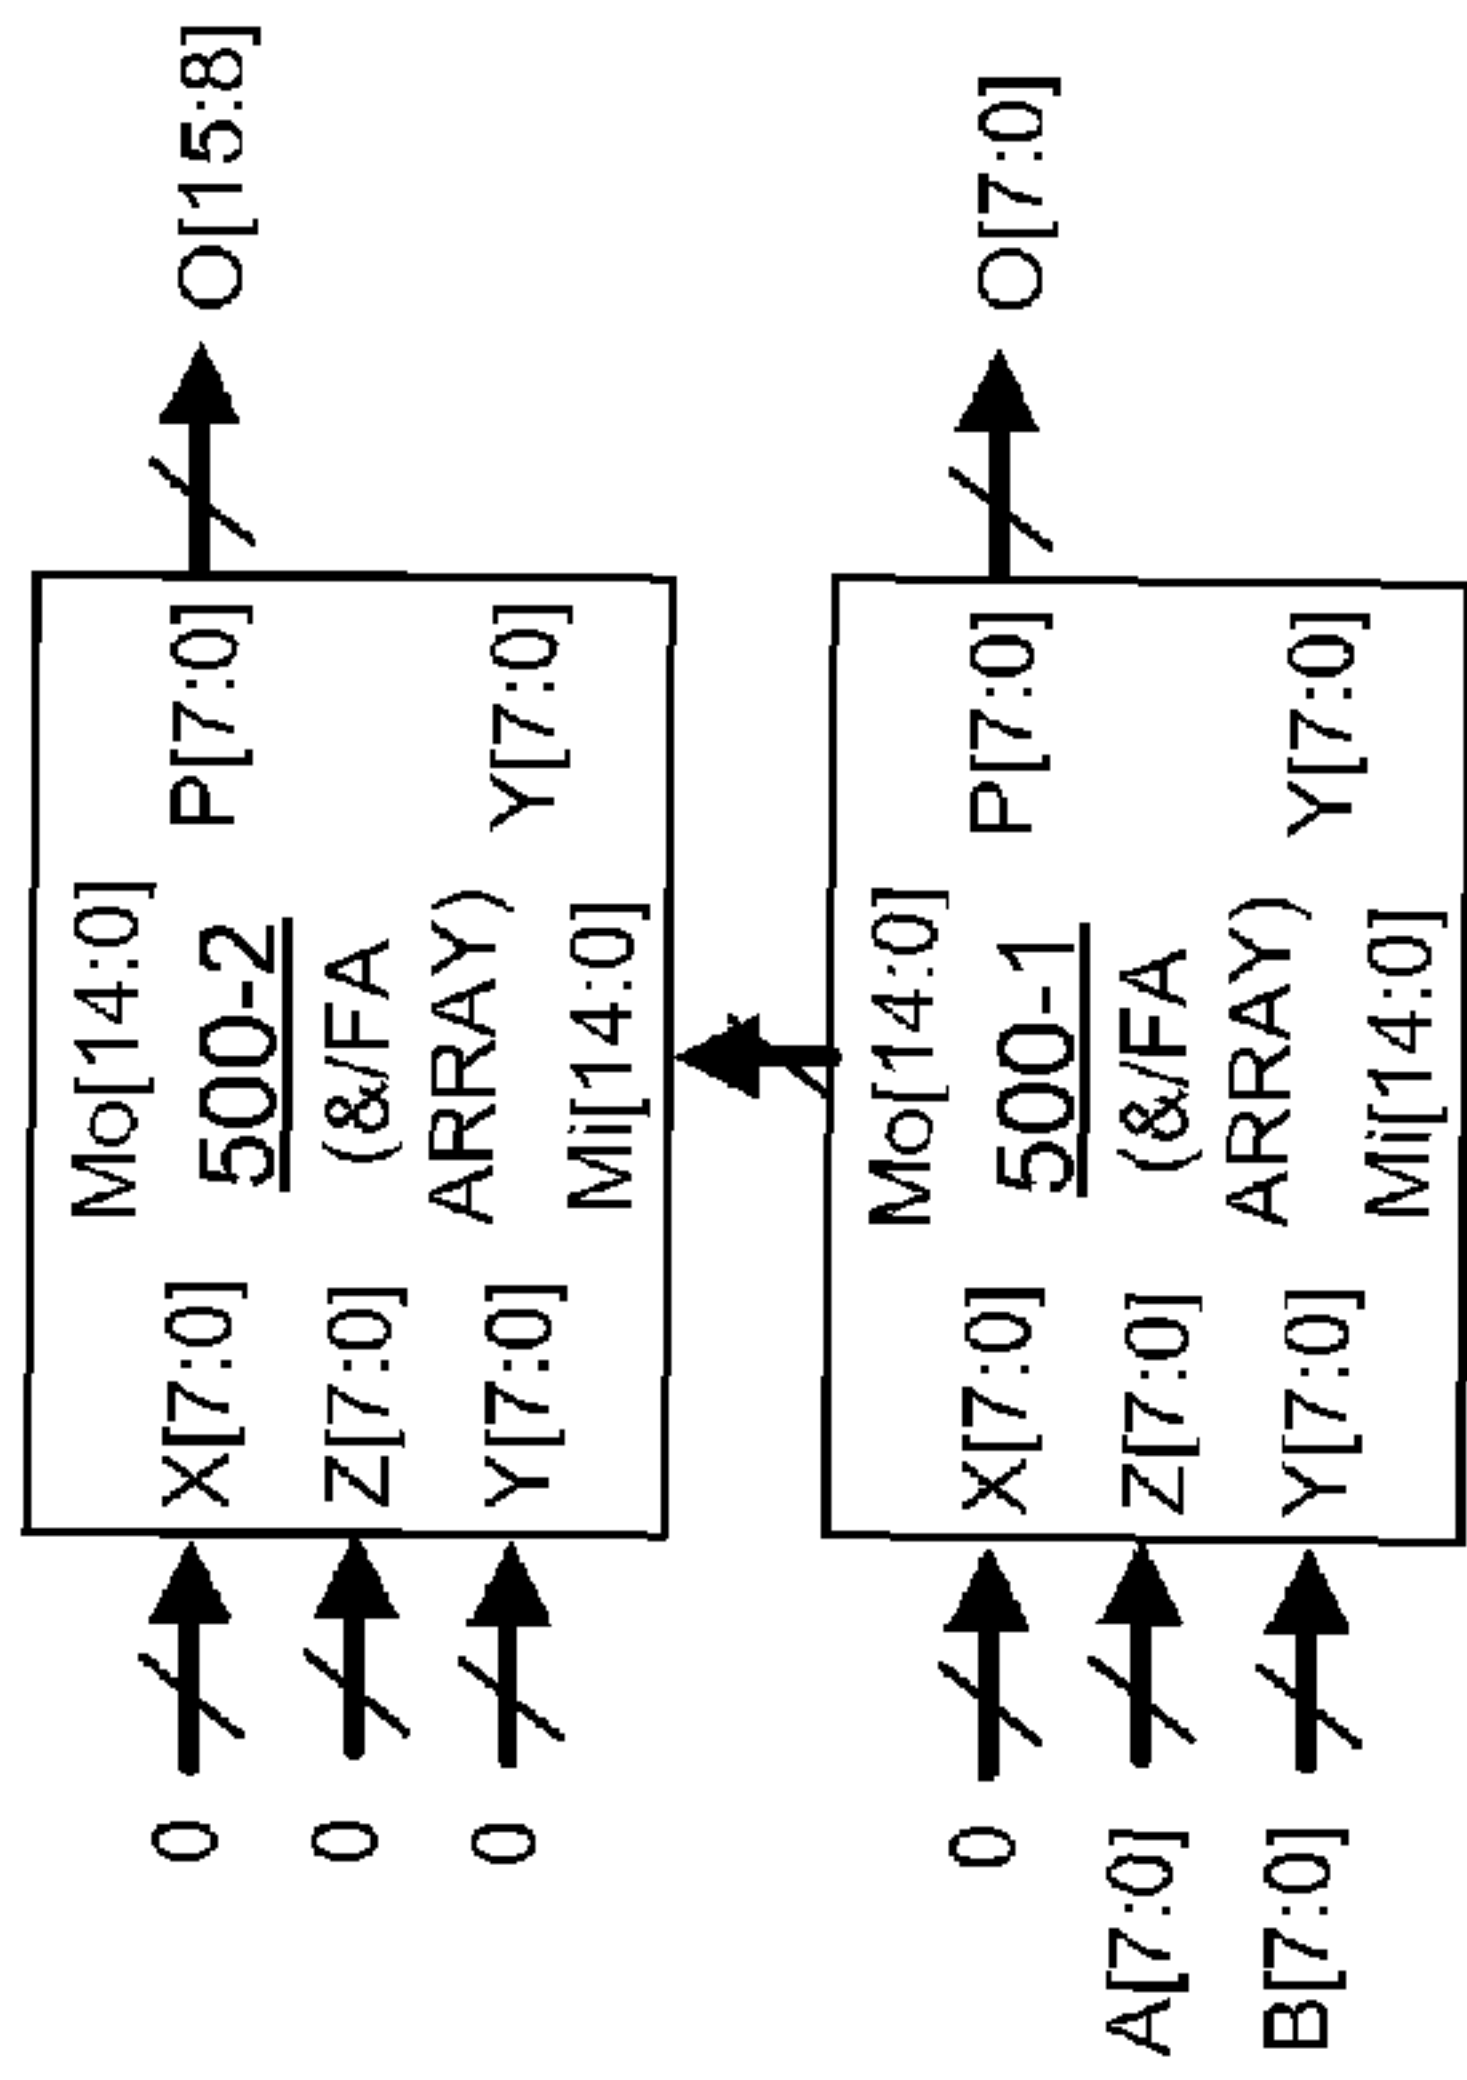 Mo[14:0]
0 X[7:0] 500-2 P[7:0] O[15:8]
0 Z[7:0] (&/FA
0 Y[7:0] ARRAY) Y[7:0]
Mi[14:0]
Mo[14:0]
0 X[7:0] 500-1 P[7:0] O[7:0]
A[7:0] Z[7:0] (&/FA
B[7:0] Y[7:0] ARRAY) Y[7:0]
Mi[14:0]